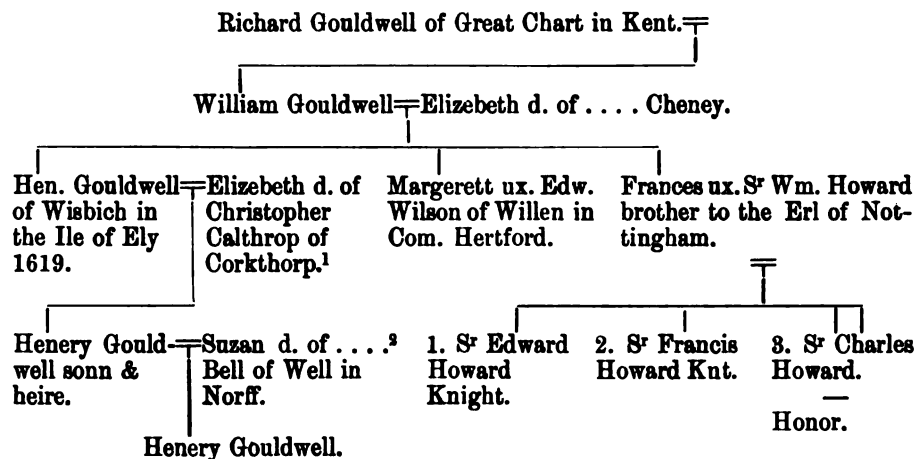 Richard Gouldwell of Great Chart in Kent.
William Gouldwell Elizebeth d. of . . . . Cheney.
Hen. Gouldwell
of Wisbich in
the Ile of Ely
1619.
Elizebeth d. of
Christopher
Calthrop of
Corkthorp.¹
Margerett ux. Edw.
Wilson of Willen in
Com. Hertford.
Frances ux. Sʳ Wm. Howard
brother to the Erl of Not-
tingham.
Henery Gould-
well sonn &
heire.
Suzan d. of . . . .²
Bell of Well in
Norff.
1. Sʳ Edward
Howard
Knight.
2. Sʳ Francis
Howard Knt.
3. Sʳ Charles
Howard.
—
Honor.
Henery Gouldwell.